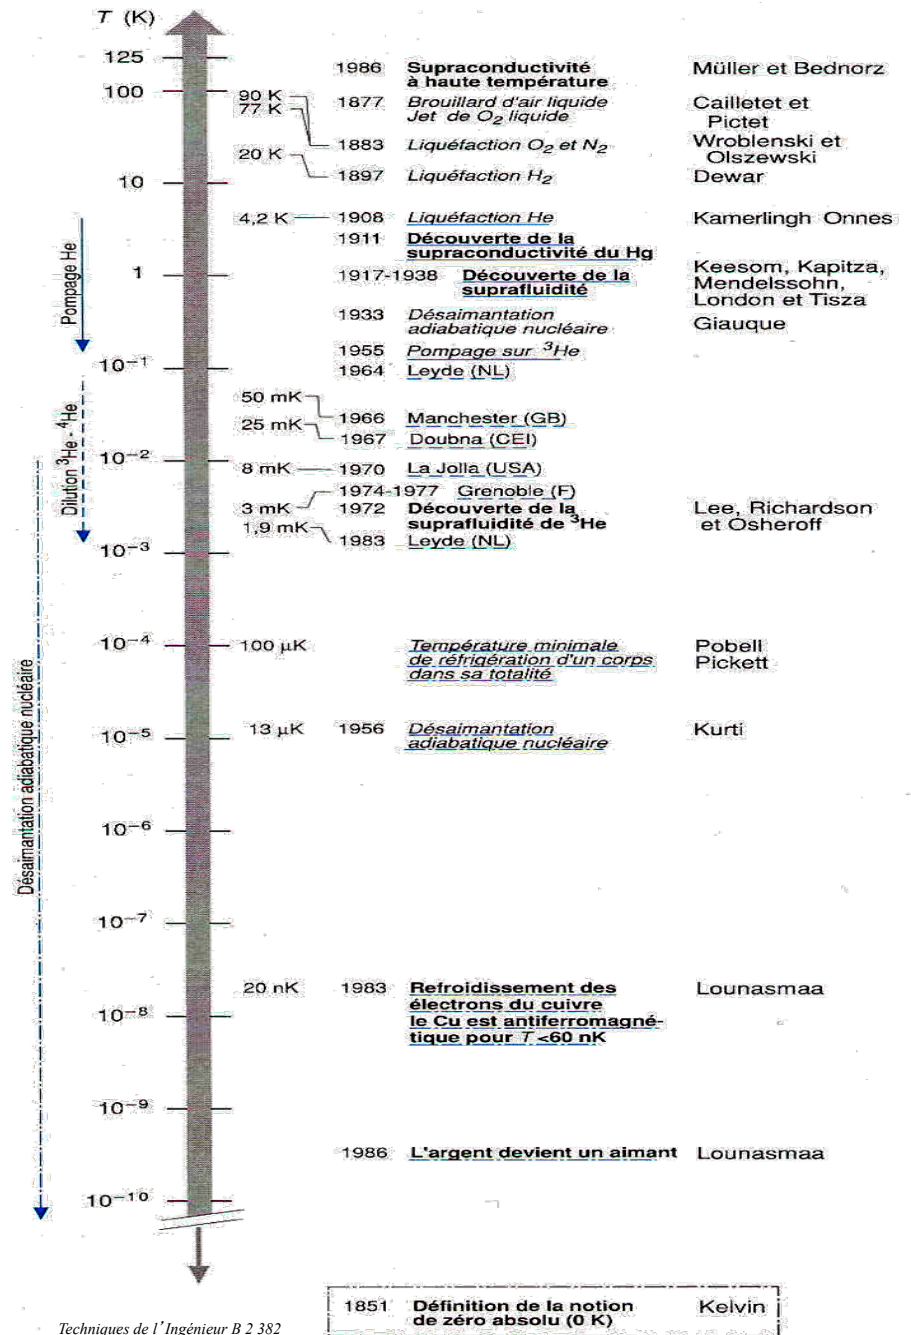 T (K)
125
100
10
1
10⁻¹
10⁻²
10⁻³
10⁻⁴
10⁻⁵
10⁻⁶
10⁻⁷
10⁻⁸
10⁻⁹
10⁻¹⁰
Pompage He
Dilution ³He - ⁴He
Désaimantation adiabatique nucléaire
1986 Supraconductivité Müller et Bednorz
à haute température
90 K
77 K
1877 Brouillard d'air liquide Cailletet et
Jet de O₂ liquide Pictet
1883 Liquéfaction O₂ et N₂ Wroblenski et
Olszewski
20 K
1897 Liquéfaction H₂ Dewar
4,2 K 1908 Liquéfaction He Kamerlingh Onnes
1911 Découverte de la
supraconductivité du Hg
1917-1938 Découverte de la Keesom, Kapitza,
suprafluidité Mendelssohn,
London et Tisza
1933 Désaimantation Giauque
adiabatique nucléaire
1955 Pompage sur ³He
1964 Leyde (NL)
50 mK
1966 Manchester (GB)
25 mK
1967 Doubna (CEI)
8 mK 1970 La Jolla (USA)
1974-1977 Grenoble (F)
3 mK 1972 Découverte de la Lee, Richardson
suprafluidité de ³He et Osheroff
1,9 mK
1983 Leyde (NL)
100 µK Température minimale Pobell
de réfrigération d'un corps Pickett
dans sa totalité
13 µK 1956 Désaimantation Kurti
adiabatique nucléaire
20 nK 1983 Refroidissement des Lounasmaa
électrons du cuivre
le Cu est antiferromagné-
tique pour T <60 nK
1986 L'argent devient un aimant Lounasmaa
1851 Définition de la notion Kelvin
de zéro absolu (0 K)
Techniques de l'Ingénieur B 2 382